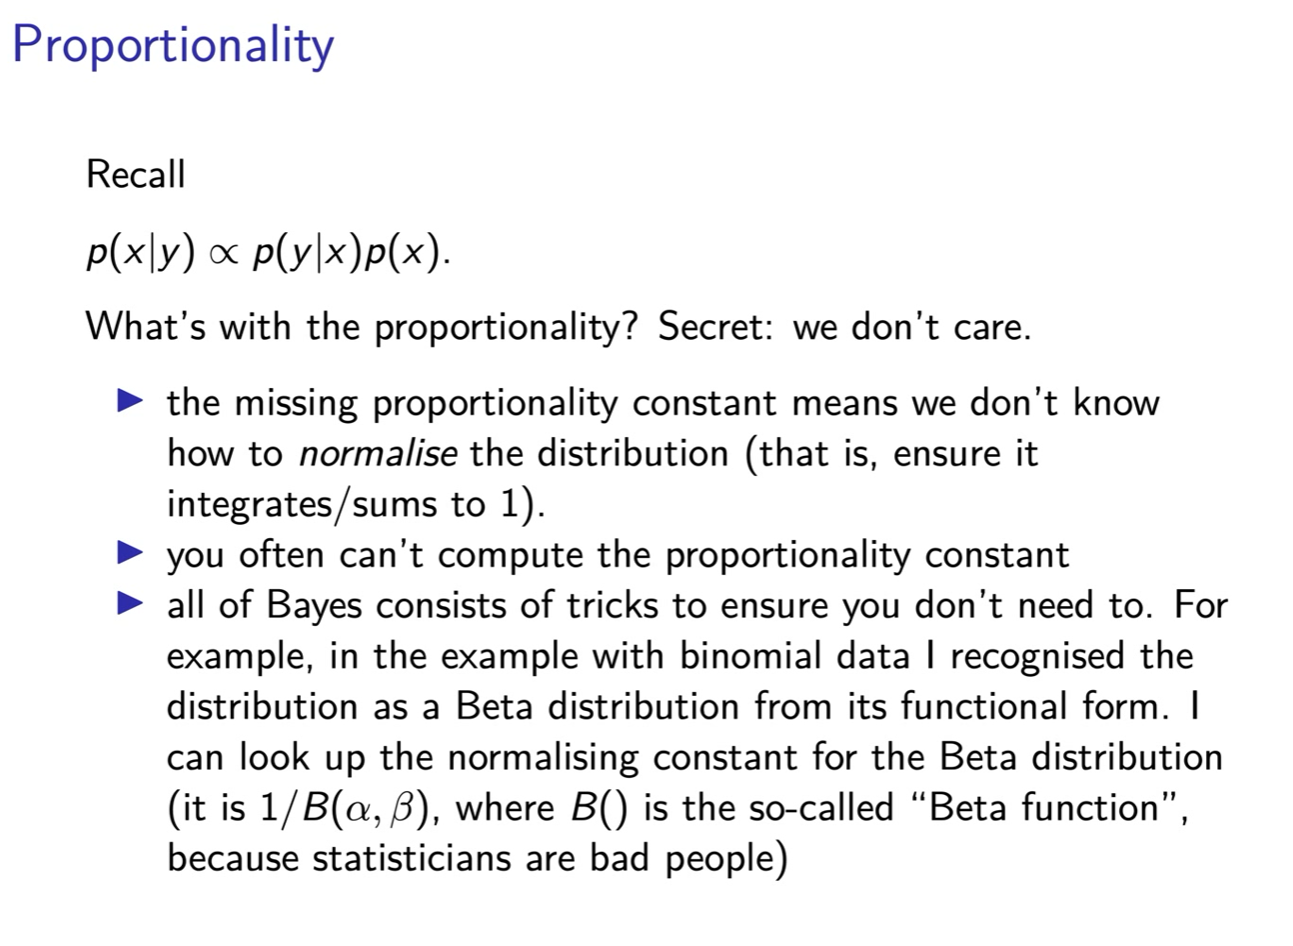 Proportionality
Recall
p(x|y) ∝ p(y|x)p(x).
What's with the proportionality? Secret: we don't care.
▶ the missing proportionality constant means we don't know
how to normalise the distribution (that is, ensure it
integrates/sums to 1).
▶ you often can't compute the proportionality constant
▶ all of Bayes consists of tricks to ensure you don't need to. For
example, in the example with binomial data I recognised the
distribution as a Beta distribution from its functional form. I
can look up the normalising constant for the Beta distribution
(it is 1/B(α, β), where B() is the so-called “Beta function”,
because statisticians are bad people)